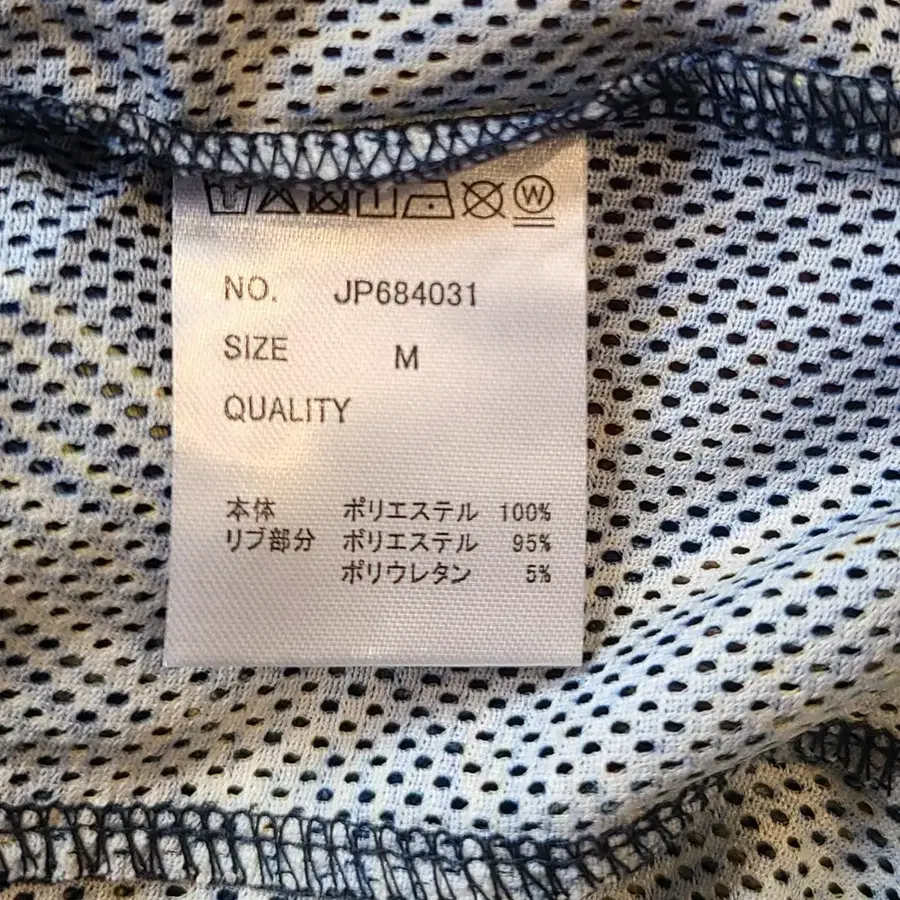 W
NO. JP684031
SIZE M
QUALITY
本体 ポリエステル 100%
リブ部分 ポリエステル 95%
ポリウレタン 5%